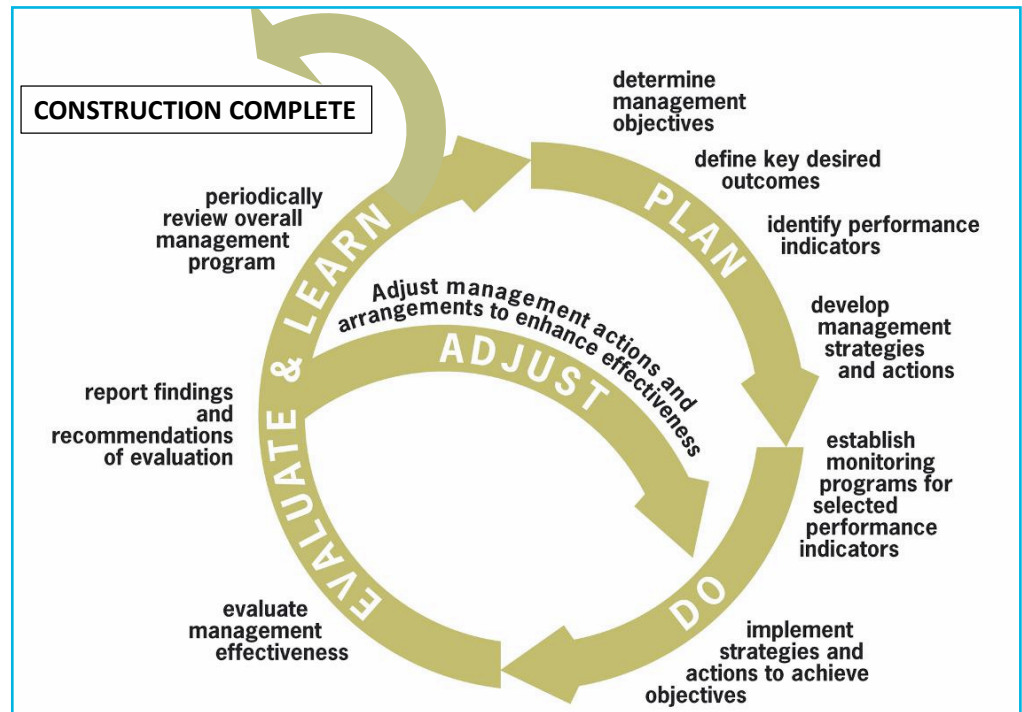 CONSTRUCTION COMPLETE
determine
management
objectives
define key desired
outcomes
identify performance
indicators
develop
management
strategies
and actions
PLAN
establish
monitoring
programs for
selected
performance
indicators
implement
strategies and
actions to achieve
objectives
DO
evaluate
management
effectiveness
report findings
and
recommendations
of evaluation
periodically
review overall
management
program
EVALUATE & LEARN
Adjust management actions and
arrangements to enhance effectiveness
ADJUST